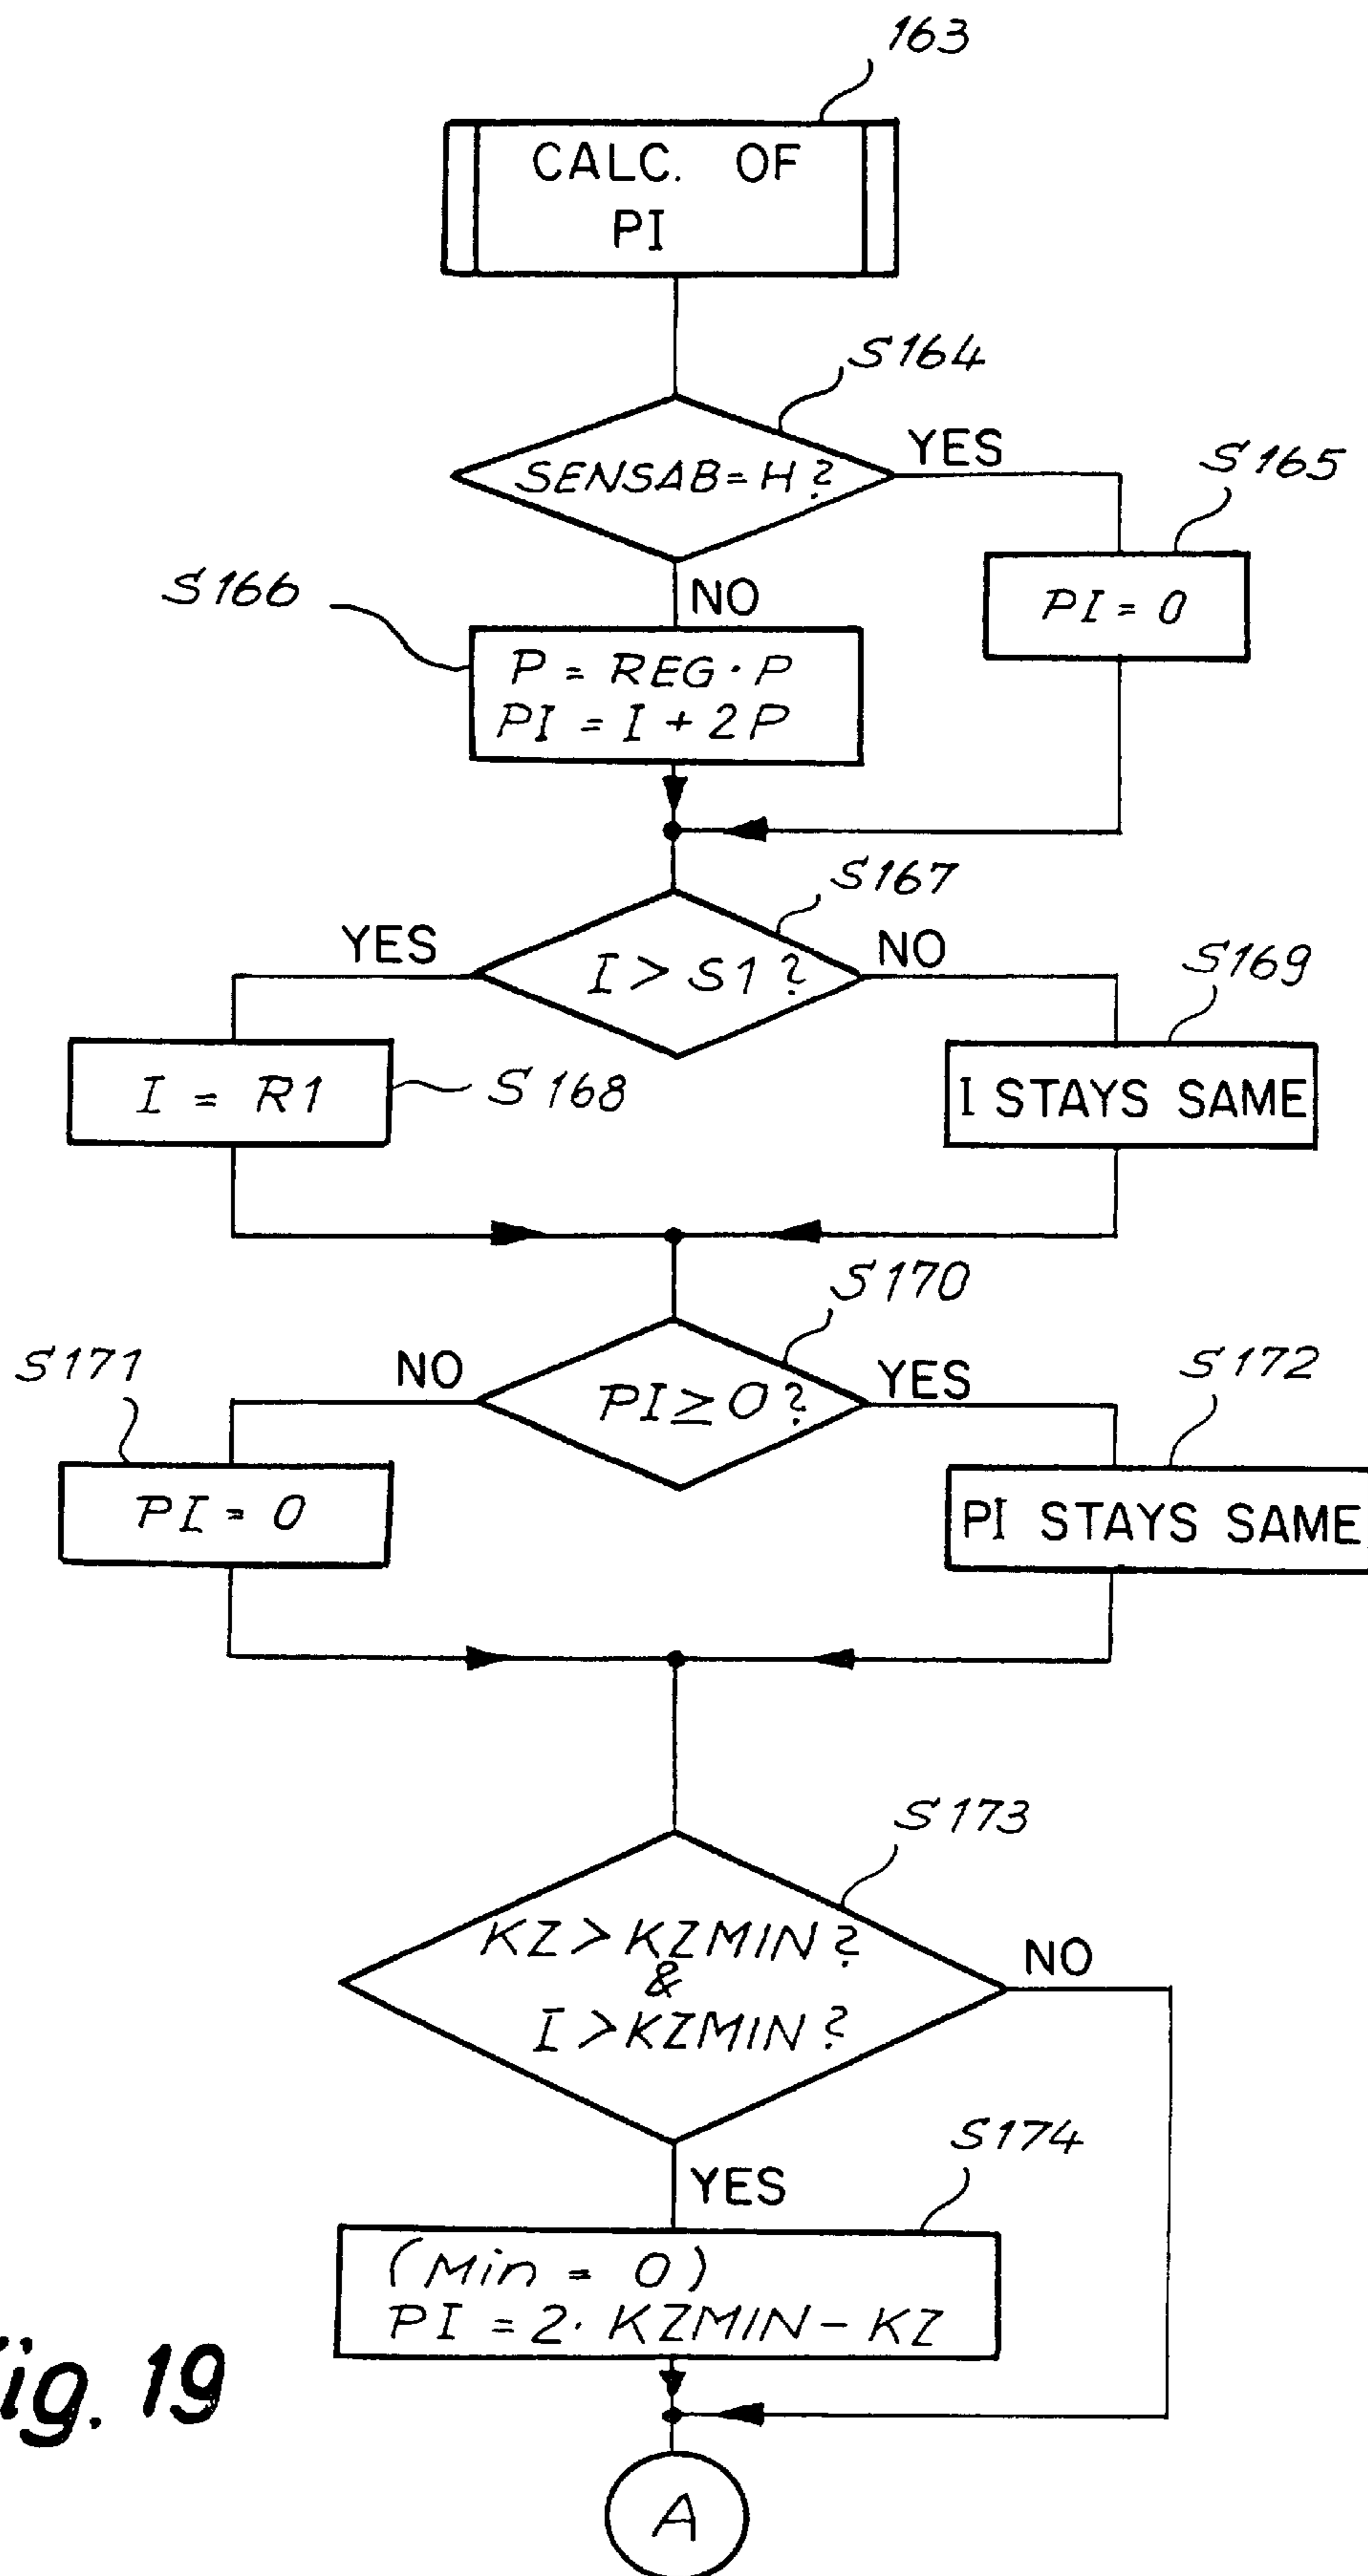 163
CALC. OF
PI
S164
SENSAB = H ?
YES
S165
PI = 0
NO
S166
P = REG · P
PI = I + 2P
S167
YES
I > S1 ?
NO
S169
I = R1
S168
I STAYS SAME
S170
S171
NO
PI ≥ 0 ?
YES
S172
PI = 0
PI STAYS SAME
S173
KZ > KZMIN ?
&
I > KZMIN ?
NO
S174
YES
(Min = 0)
PI = 2 · KZMIN - KZ
ig. 19
A